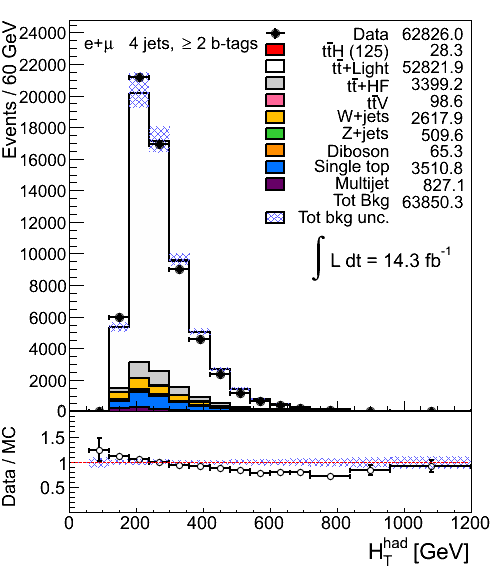 e+μ 4 jets, ≥ 2 b-tags
Data 62826.0
tt̄H (125) 28.3
tt̄+Light 52821.9
tt̄+HF 3399.2
tt̄V 98.6
W+jets 2617.9
Z+jets 509.6
Diboson 65.3
Single top 3510.8
Multijet 827.1
Tot Bkg 63850.3
Tot bkg unc.
∫ L dt = 14.3 fb⁻¹
Events / 60 GeV
24000
22000
20000
18000
16000
14000
12000
10000
8000
6000
4000
2000
0
Data / MC
1.5
1
0.5
0 200 400 600 800 1000 1200
H_T^had [GeV]